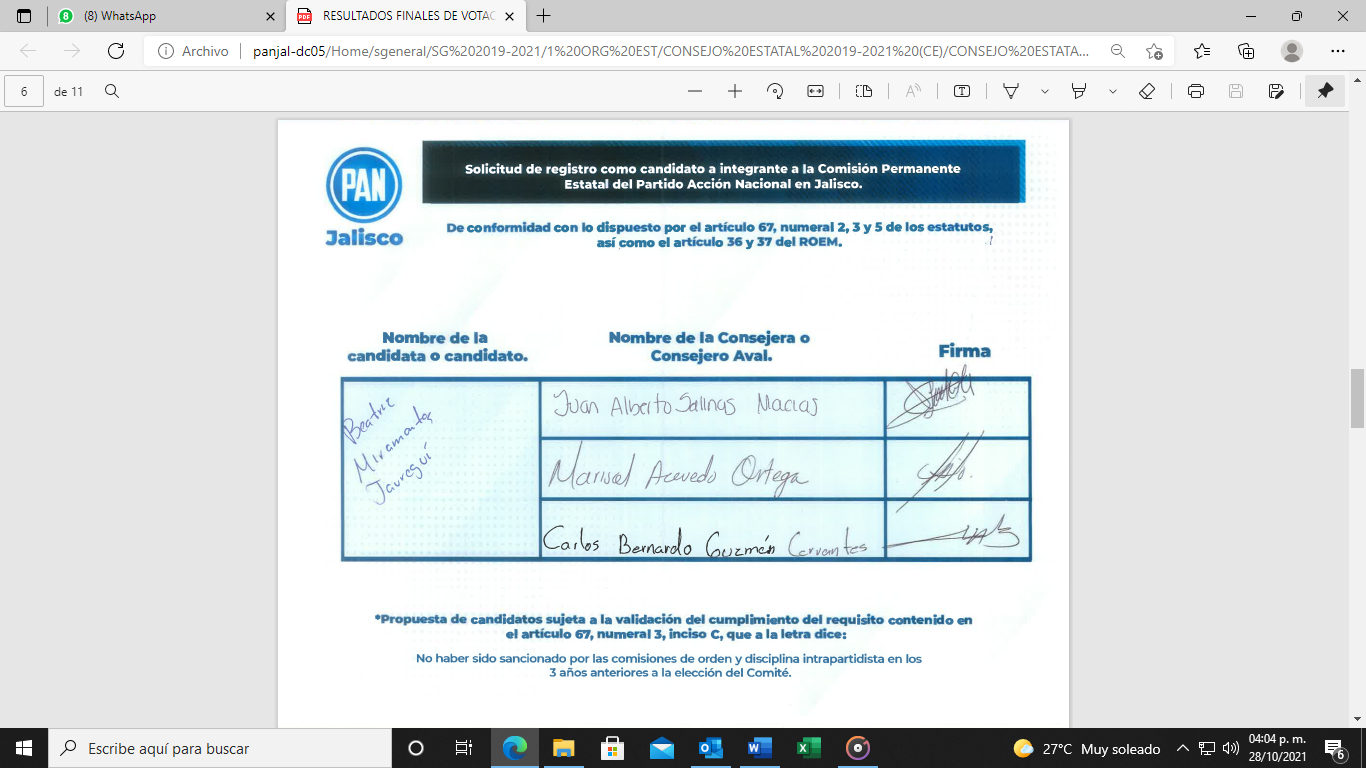 (8) WhatsApp
RESULTADOS FINALES DE VOTAC
Archivo
panjal-dc05/Home/sgeneral/SG%202019-2021/1%20ORG%20EST/CONSEJO%20ESTATAL%202019-2021%20(CE)/CONSEJO%20ESTATA...
6 de 11
PAN
Jalisco
Solicitud de registro como candidato a integrante a la Comisión Permanente
Estatal del Partido Acción Nacional en Jalisco.
De conformidad con lo dispuesto por el artículo 67, numeral 2, 3 y 5 de los estatutos,
así como el artículo 36 y 37 del ROEM.
Nombre de la
candidata o candidato.
Nombre de la Consejera o
Consejero Aval.
Firma
Beatriz
Miramontes
Jauregui
Juan Alberto Salinas Macias
Marisel Acevedo Ortega
Carlos Bernardo Guzmán Cervantes
*Propuesta de candidatos sujeta a la validación del cumplimiento del requisito contenido en
el artículo 67, numeral 3, inciso C, que a la letra dice:
No haber sido sancionado por las comisiones de orden y disciplina intrapartidista en los
3 años anteriores a la elección del Comité.
Escribe aquí para buscar
27°C Muy soleado
04:04 p. m.
28/10/2021
6